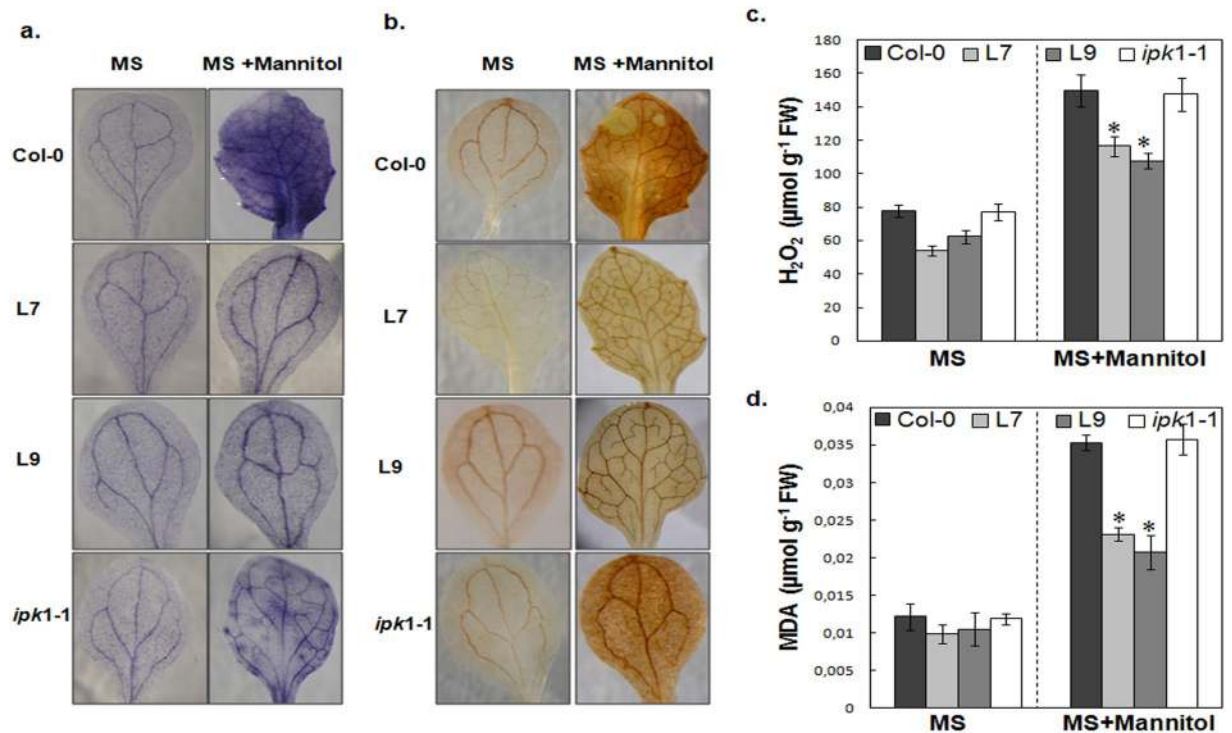 a.
MS MS +Mannitol
Col-0
L7
L9
ipk1-1
b.
MS MS +Mannitol
Col-0
L7
L9
ipk1-1
c.
H₂O₂ (µmol g⁻¹ FW)
180
160
140
120
100
80
60
40
20
0
Col-0 L7 L9 ipk1-1
* *
MS MS+Mannitol
d.
MDA (µmol g⁻¹ FW)
0,04
0,035
0,03
0,025
0,02
0,015
0,01
0,005
0
Col-0 L7 L9 ipk1-1
* *
MS MS+Mannitol